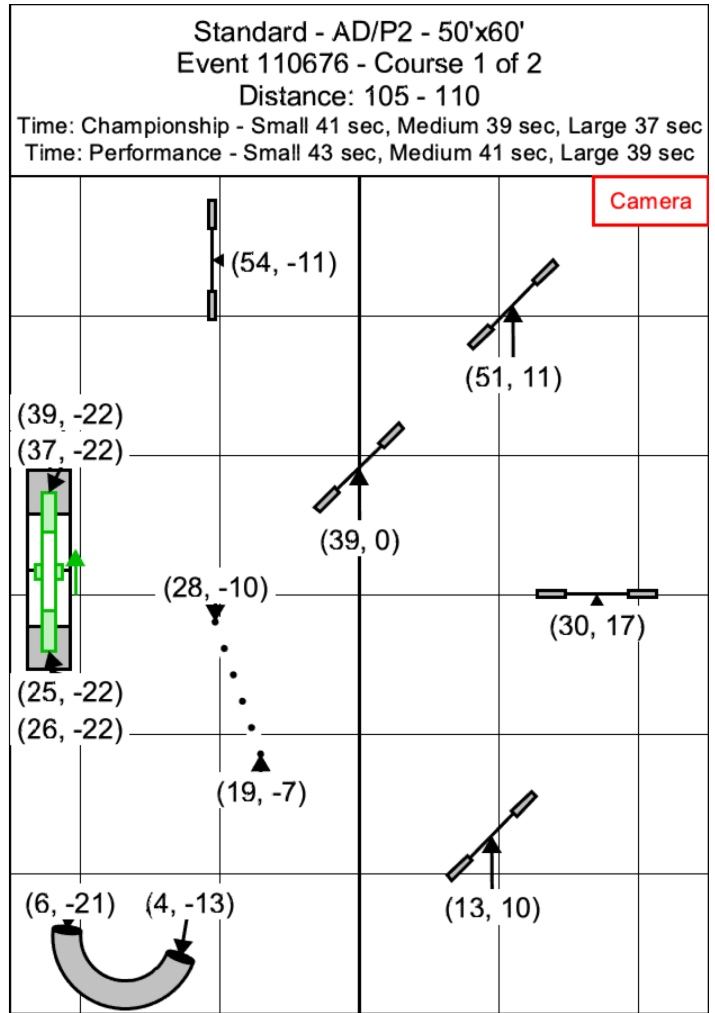 Standard - AD/P2 - 50'x60'
Event 110676 - Course 1 of 2
Distance: 105 - 110
Time: Championship - Small 41 sec, Medium 39 sec, Large 37 sec
Time: Performance - Small 43 sec, Medium 41 sec, Large 39 sec
Camera
(54, -11)
(51, 11)
(39, -22)
(37, -22)
(39, 0)
(28, -10)
(30, 17)
(25, -22)
(26, -22)
(19, -7)
(6, -21)
(4, -13)
(13, 10)